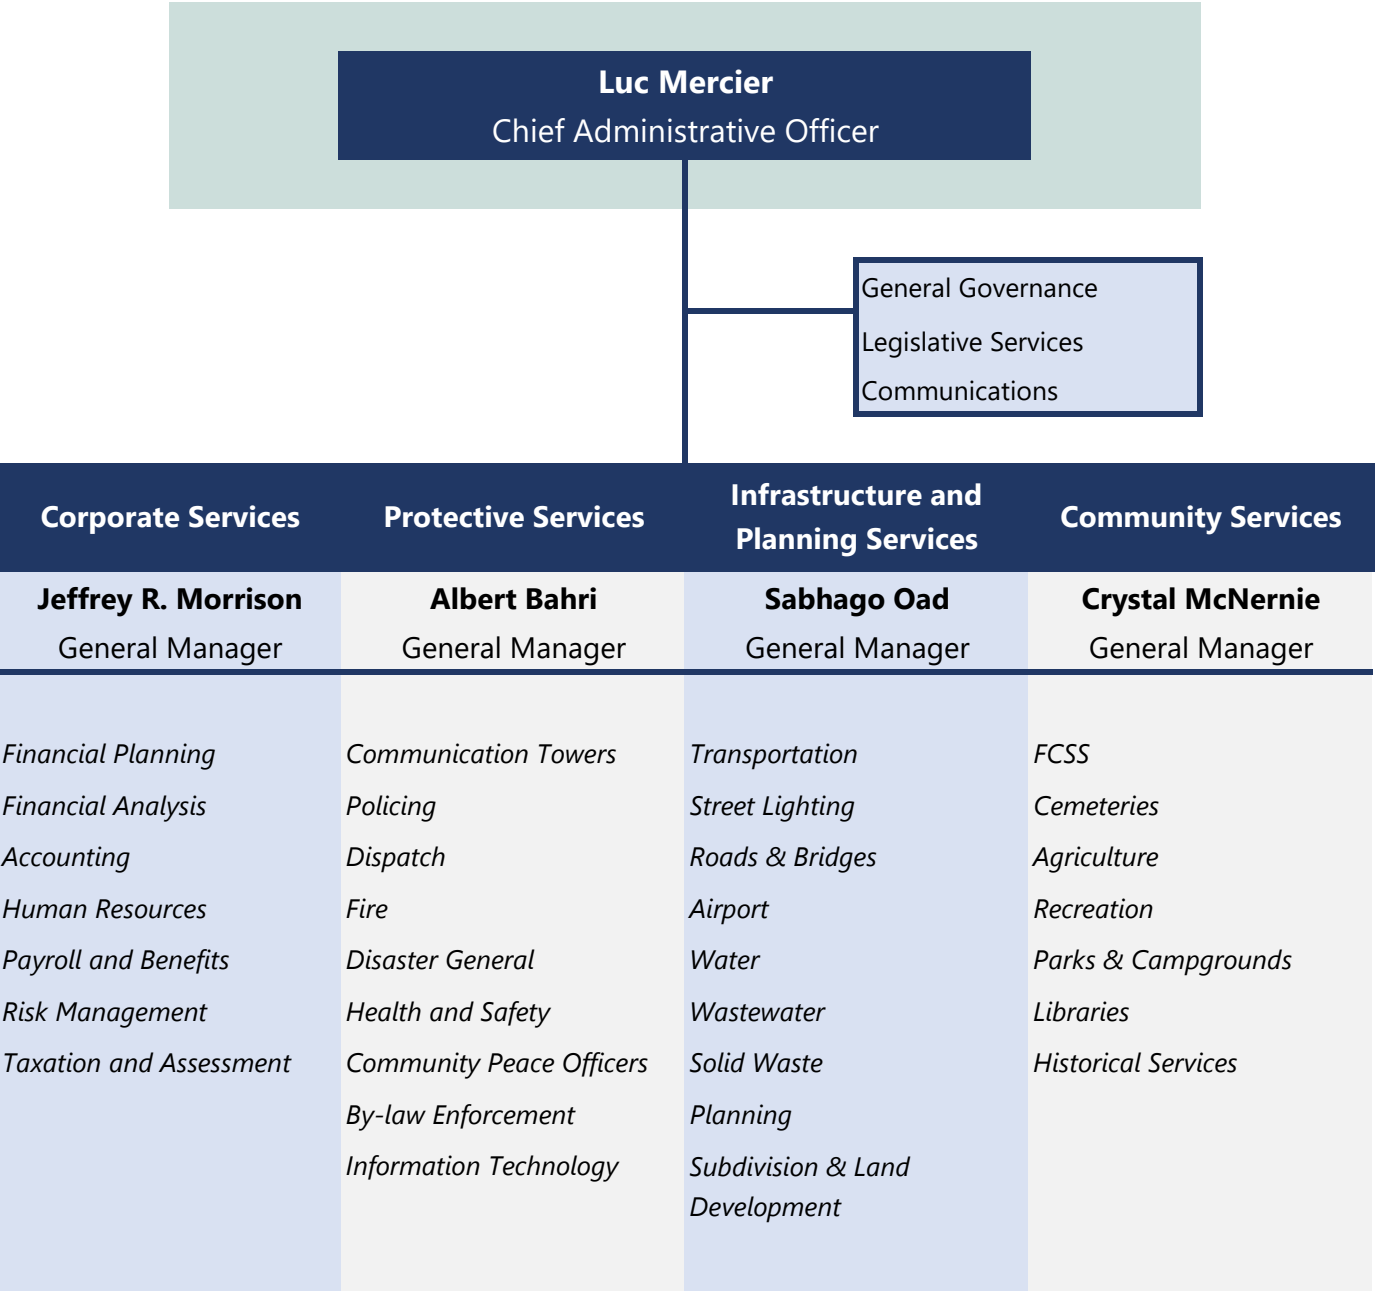 Luc Mercier
Chief Administrative Officer
General Governance
Legislative Services
Communications
Corporate Services
Protective Services
Infrastructure and
Planning Services
Community Services
Jeffrey R. Morrison
General Manager
Albert Bahri
General Manager
Sabhago Oad
General Manager
Crystal McNernie
General Manager
Financial Planning
Financial Analysis
Accounting
Human Resources
Payroll and Benefits
Risk Management
Taxation and Assessment
Communication Towers
Policing
Dispatch
Fire
Disaster General
Health and Safety
Community Peace Officers
By-law Enforcement
Information Technology
Transportation
Street Lighting
Roads & Bridges
Airport
Water
Wastewater
Solid Waste
Planning
Subdivision & Land
Development
FCSS
Cemeteries
Agriculture
Recreation
Parks & Campgrounds
Libraries
Historical Services